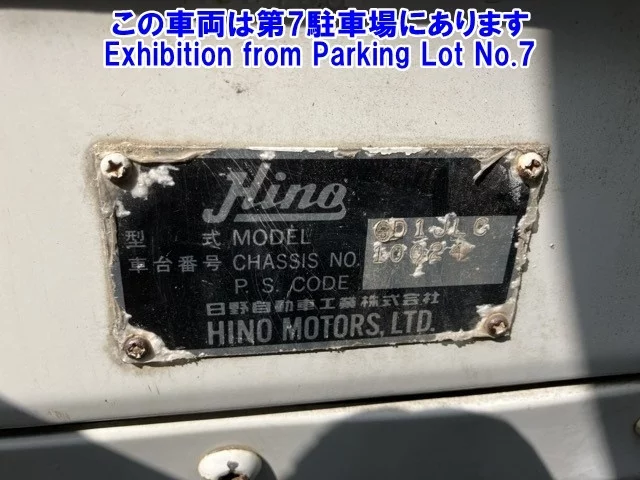 この車両は第7駐車場にあります
Exhibition from Parking Lot No.7
Hino
型 式 MODEL GD1JLC
車台番号 CHASSIS NO.
P. S. CODE
日野自動車工業株式会社
HINO MOTORS, LTD.